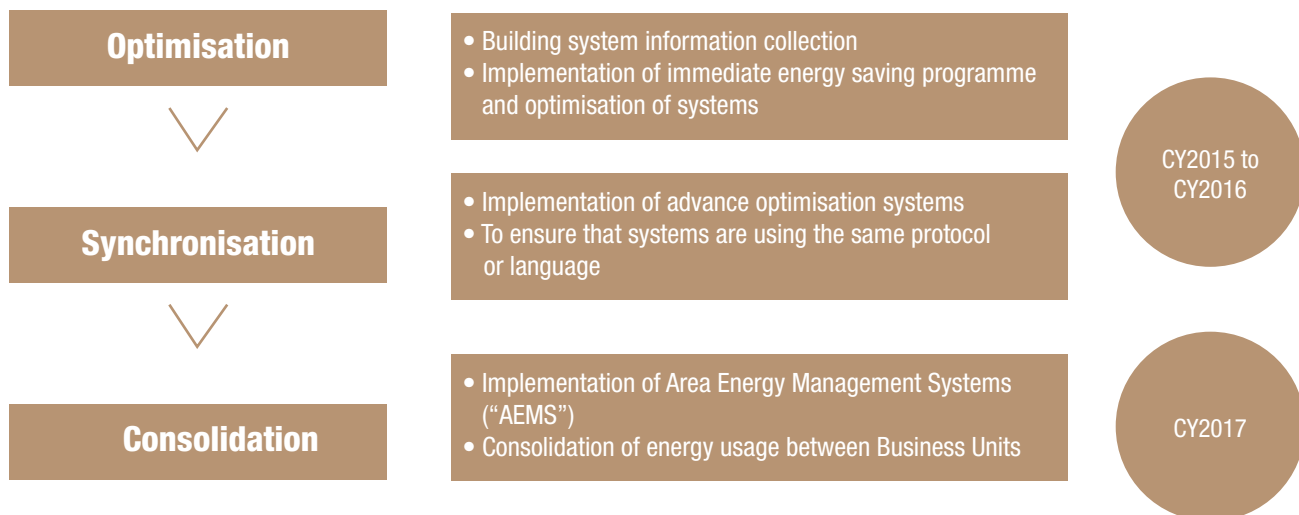 Optimisation
• Building system information collection
• Implementation of immediate energy saving programme
and optimisation of systems
CY2015 to
CY2016
Synchronisation
• Implementation of advance optimisation systems
• To ensure that systems are using the same protocol
or language
Consolidation
• Implementation of Area Energy Management Systems
(“AEMS”)
• Consolidation of energy usage between Business Units
CY2017